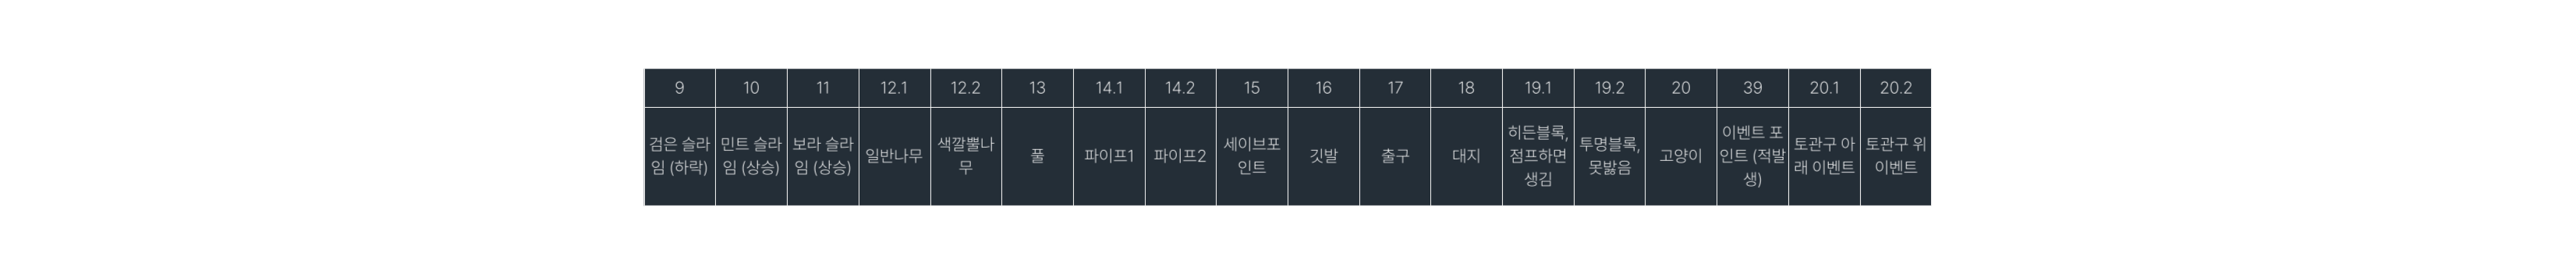 9 10 11 12.1 12.2 13 14.1 14.2 15 16 17 18 19.1 19.2 20 39 20.1 20.2
검은 슬라
임 (하락)
민트 슬라
임 (상승)
보라 슬라
임 (상승)
일반나무
색깔뿔나
무
풀
파이프1
파이프2
세이브포
인트
깃발
출구
대지
히든블록,
점프하면
생김
투명블록,
못밟음
고양이
이벤트 포
인트 (적발
생)
토관구 아
래 이벤트
토관구 위
이벤트